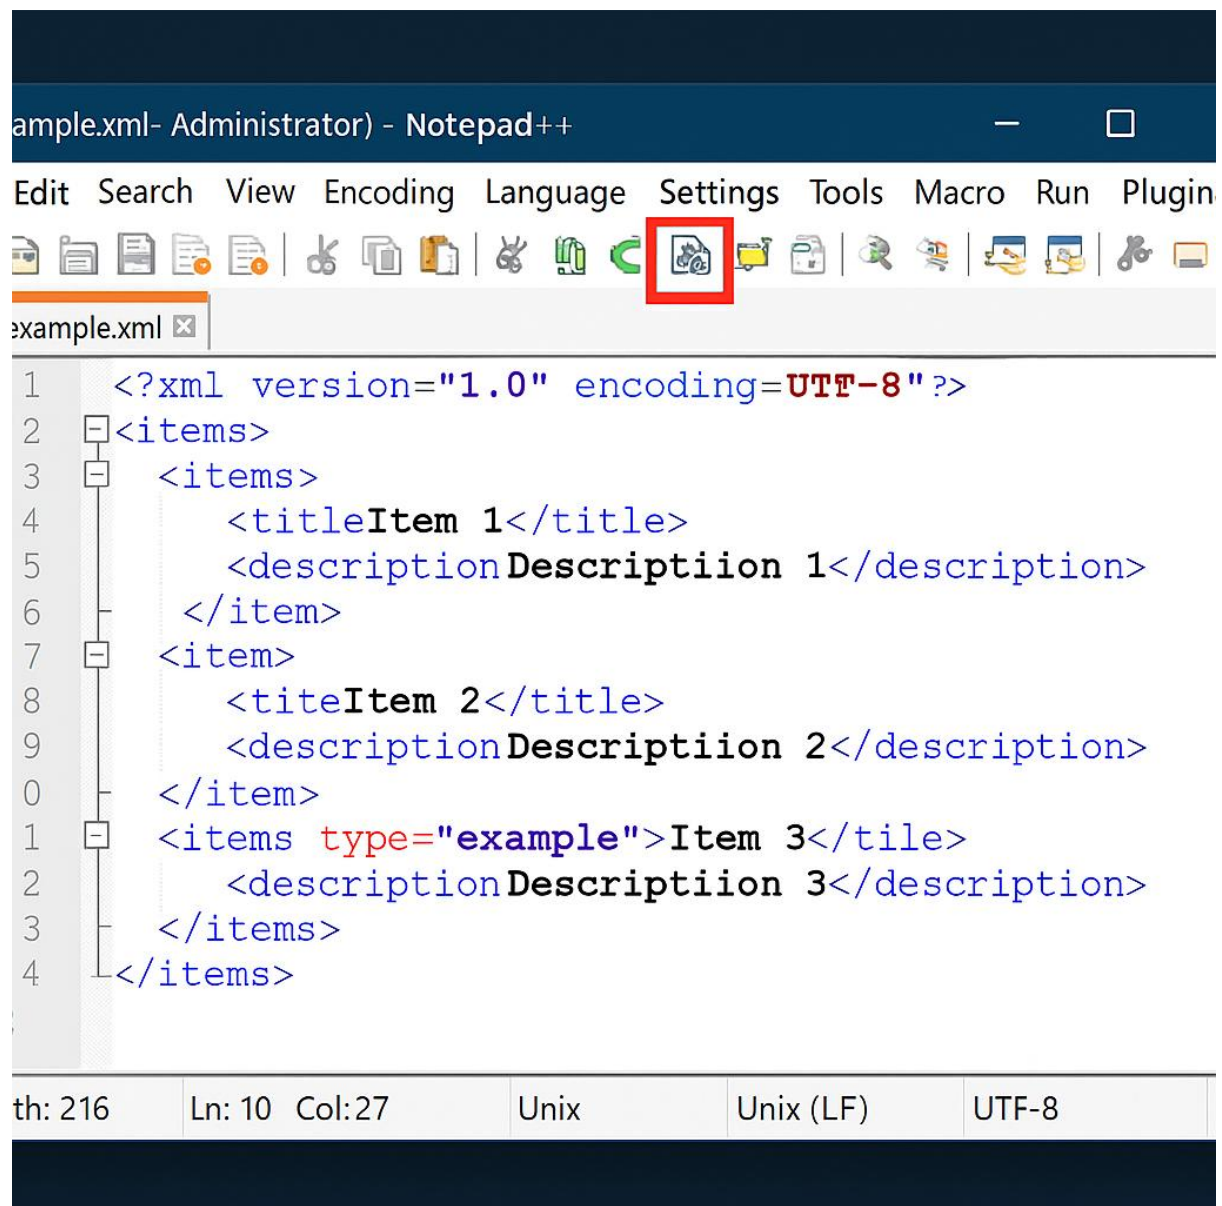 ample.xml- Administrator) - Notepad++
Edit Search View Encoding Language Settings Tools Macro Run Plugin
example.xml
1 <?xml version="1.0" encoding=UTF-8"?>
2 <items>
3 <items>
4 <titleItem 1</title>
5 <descriptionDescriptiion 1</description>
6 </item>
7 <item>
8 <titeItem 2</title>
9 <descriptionDescriptiion 2</description>
0 </item>
1 <items type="example">Item 3</tile>
2 <descriptionDescriptiion 3</description>
3 </items>
4 </items>
th: 216 Ln: 10 Col:27 Unix Unix (LF) UTF-8